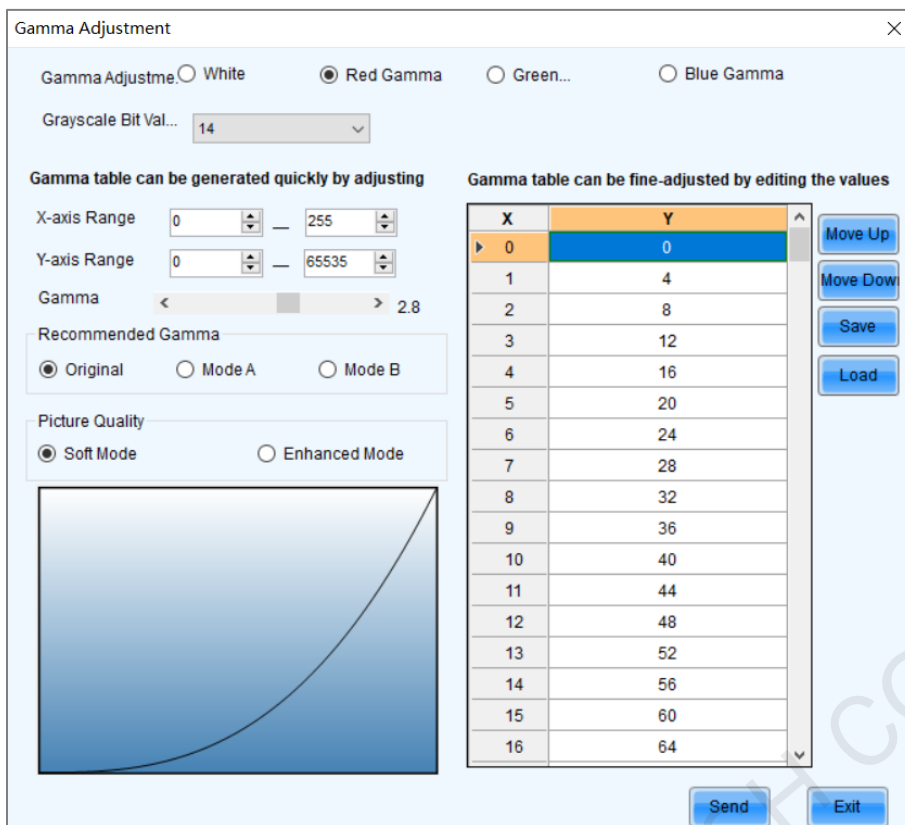 Gamma Adjustment
Gamma Adjustme... White Red Gamma Green... Blue Gamma
Grayscale Bit Val... 14
Gamma table can be generated quickly by adjusting
X-axis Range 0 — 255
Y-axis Range 0 — 65535
Gamma < > 2.8
Recommended Gamma
Original Mode A Mode B
Picture Quality
Soft Mode Enhanced Mode
Gamma table can be fine-adjusted by editing the values
X Y
0 0
1 4
2 8
3 12
4 16
5 20
6 24
7 28
8 32
9 36
10 40
11 44
12 48
13 52
14 56
15 60
16 64
Move Up
Move Dow
Save
Load
Send Exit